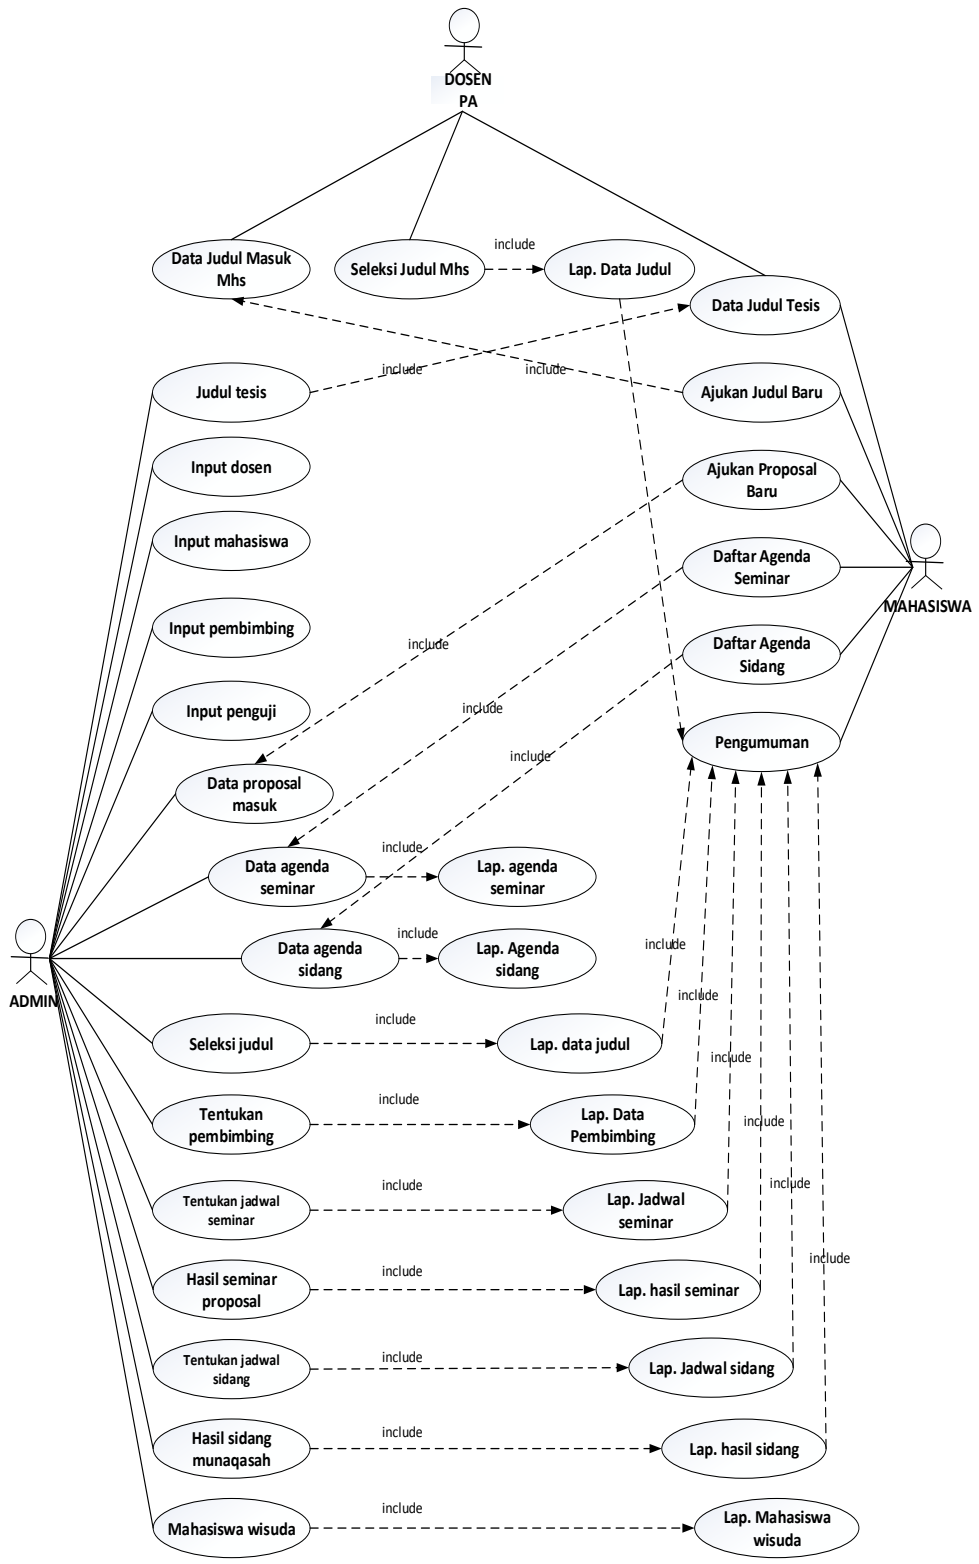 DOSEN
PA
include
Data Judul Masuk
Mhs
Seleksi Judul Mhs
Lap. Data Judul
Data Judul Tesis
include
include
Judul tesis
Ajukan Judul Baru
Input dosen
Ajukan Proposal
Baru
Input mahasiswa
Daftar Agenda
Seminar
MAHASISWA
Input pembimbing
include
Daftar Agenda
Sidang
Input penguji
include
Pengumuman
include
Data proposal
masuk
include
Data agenda
seminar
Lap. agenda
seminar
include
Data agenda
sidang
Lap. Agenda
sidang
include
ADMIN
include
include
Seleksi judul
Lap. data judul
include
include
Tentukan
pembimbing
Lap. Data
Pembimbing
include
include
include
Tentukan jadwal
seminar
Lap. Jadwal
seminar
include
include
Hasil seminar
proposal
Lap. hasil seminar
include
Tentukan jadwal
sidang
Lap. Jadwal sidang
include
Hasil sidang
munaqasah
Lap. hasil sidang
include
Mahasiswa wisuda
Lap. Mahasiswa
wisuda